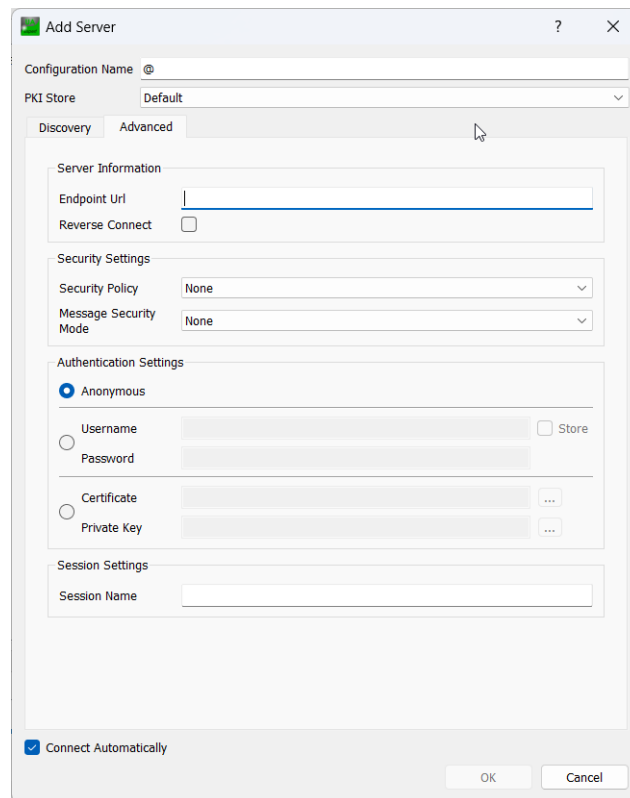 Add Server ?
Configuration Name @
PKI Store Default
Discovery Advanced
Server Information
Endpoint Url
Reverse Connect
Security Settings
Security Policy None
Message Security
Mode
None
Authentication Settings
Anonymous
Username
Store
Password
Certificate ...
Private Key ...
Session Settings
Session Name
Connect Automatically
OK Cancel